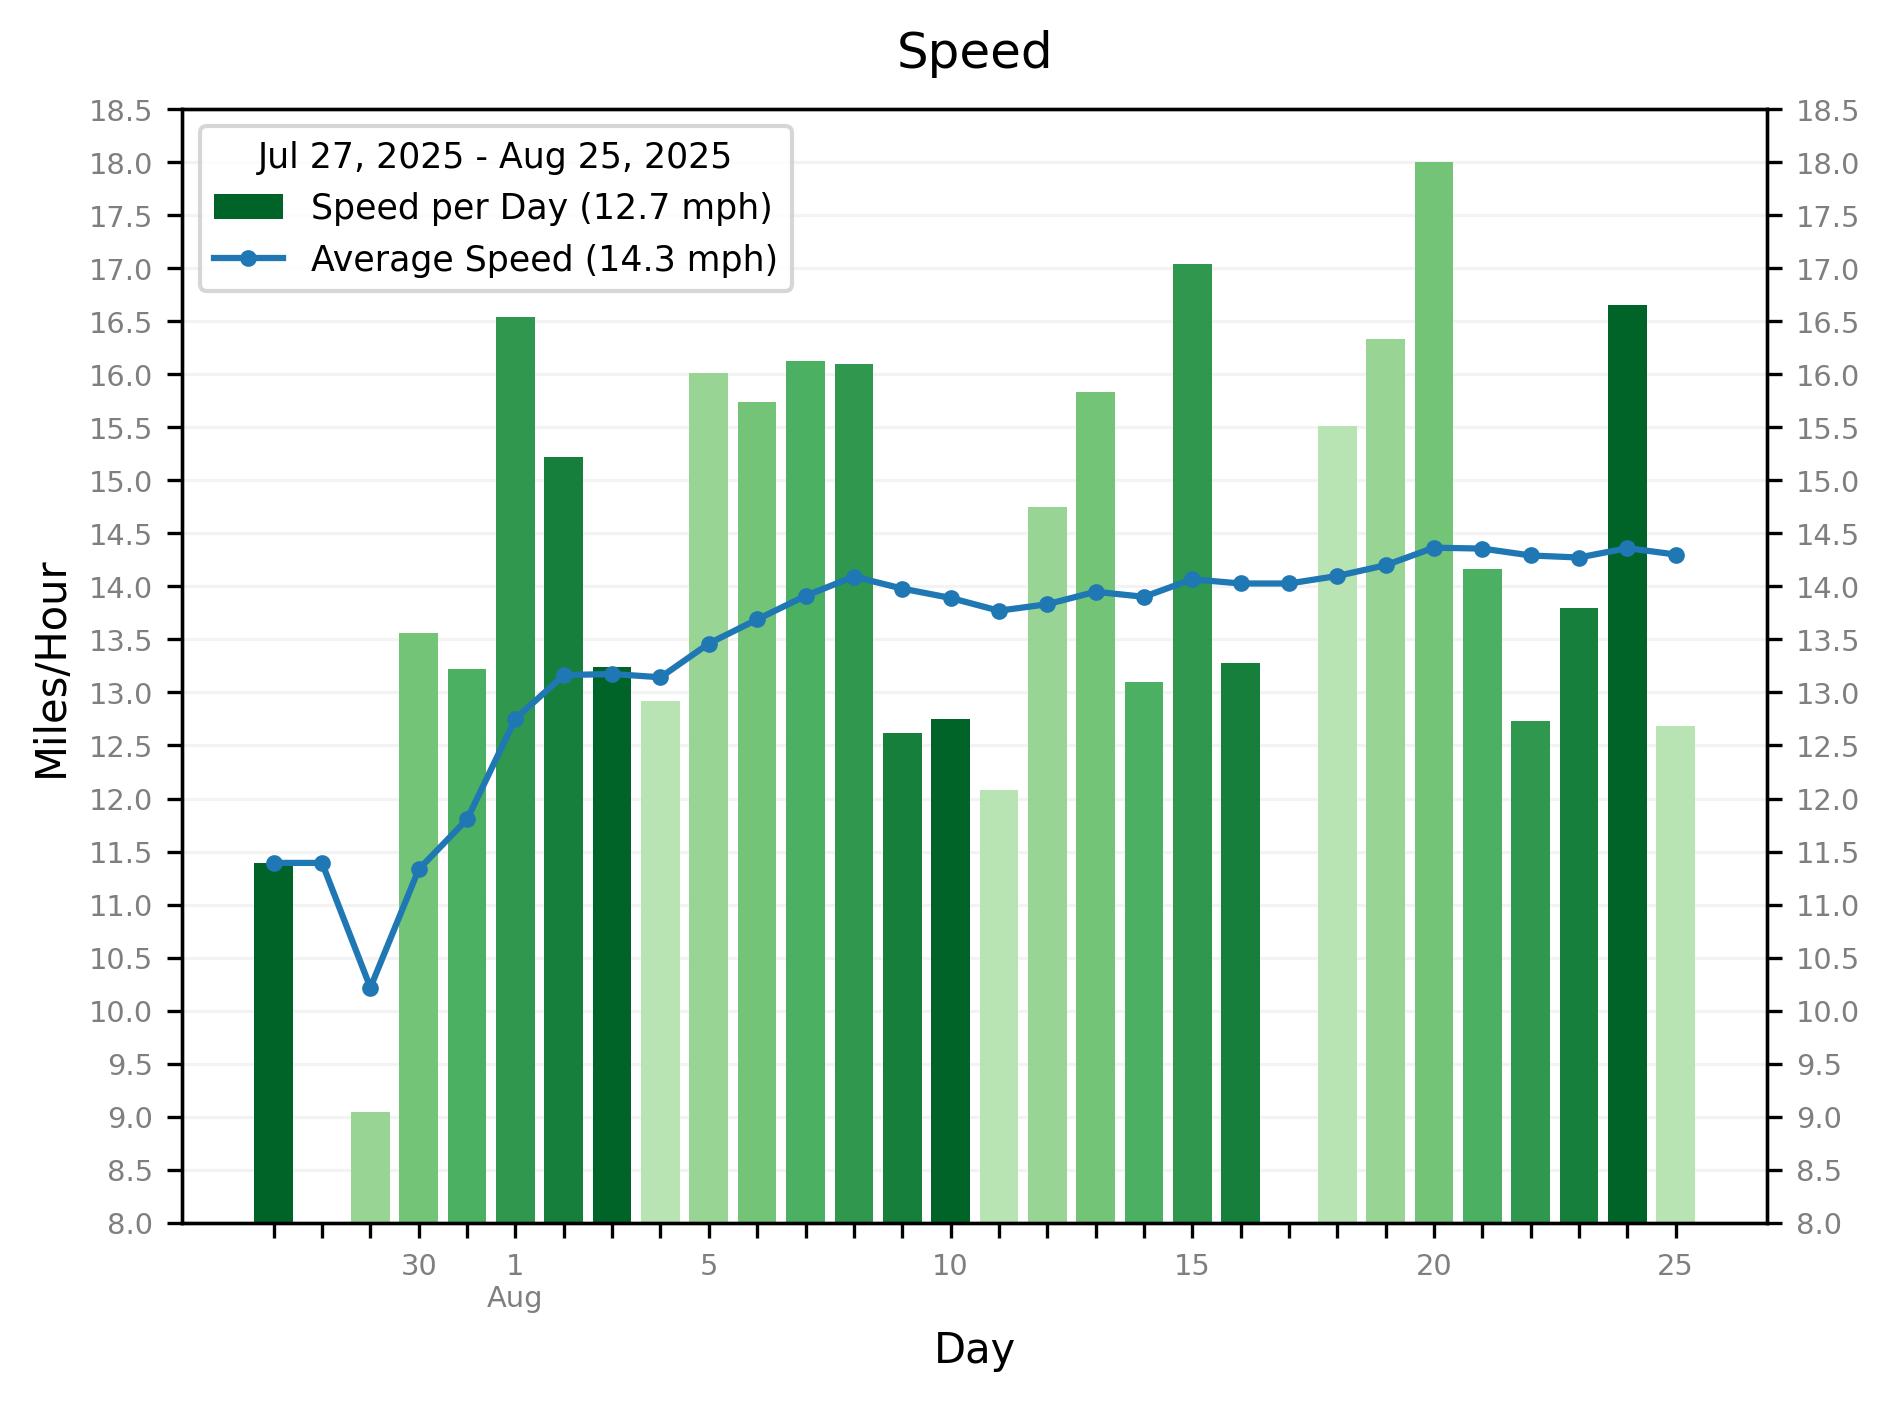 Speed
18.5 18.5
18.0 18.0
17.5 17.5
17.0 17.0
16.5 16.5
16.0 16.0
15.5 15.5
15.0 15.0
14.5 14.5
14.0 14.0
13.5 13.5
13.0 13.0
12.5 12.5
12.0 12.0
11.5 11.5
11.0 11.0
10.5 10.5
10.0 10.0
9.5 9.5
9.0 9.0
8.5 8.5
8.0 8.0
Jul 27, 2025 - Aug 25, 2025
Speed per Day (12.7 mph)
Average Speed (14.3 mph)
Miles/Hour
30 1 5 10 15 20 25
Aug
Day